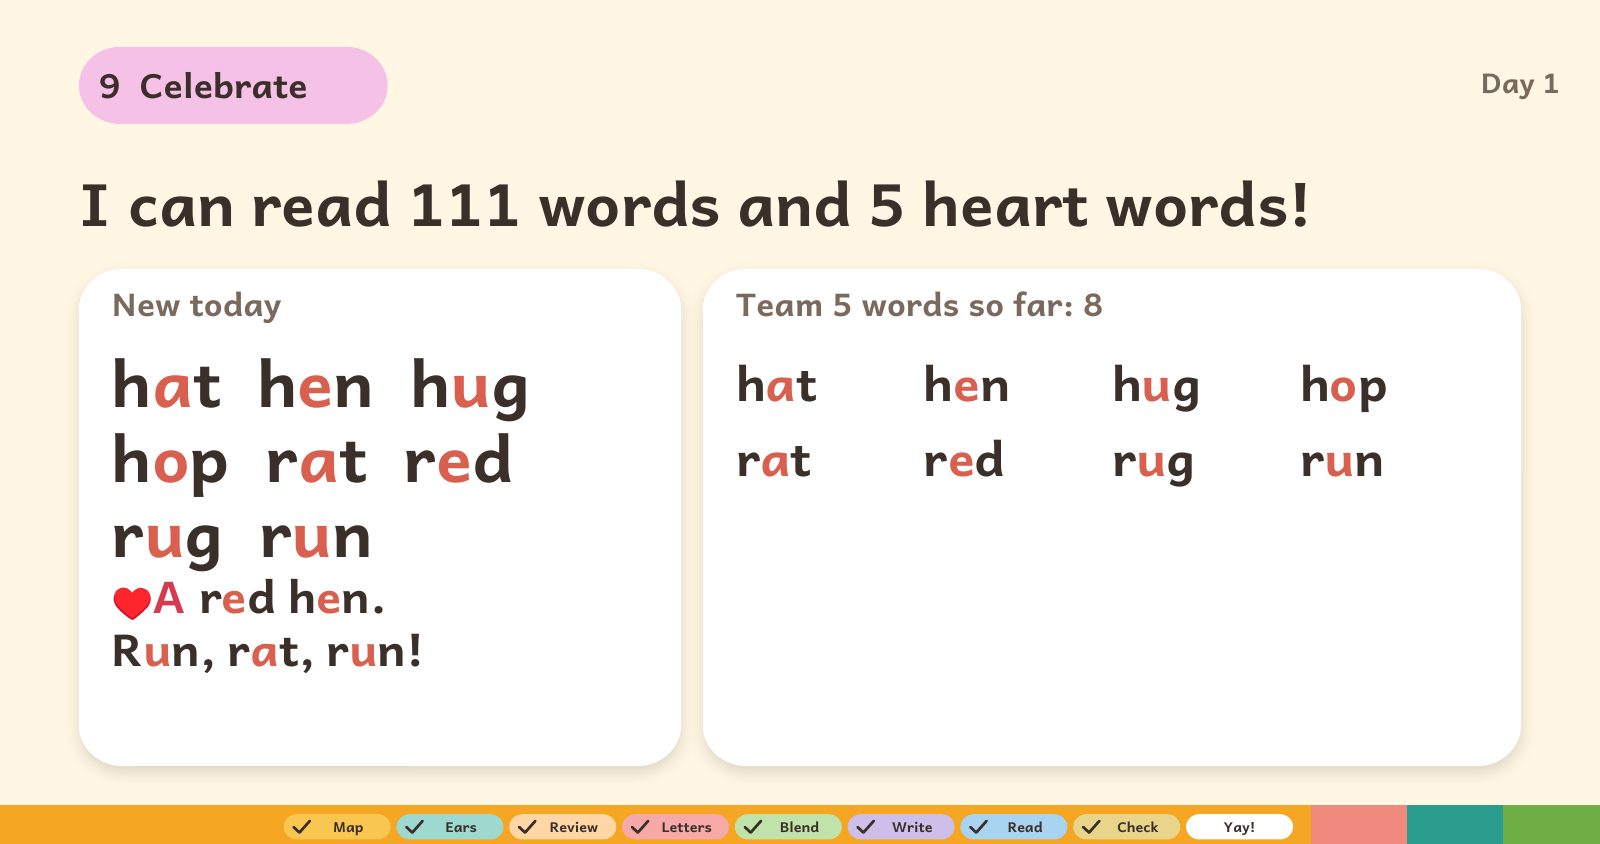 9 Celebrate
Day 1
I can read 111 words and 5 heart words!
New today
hat hen hug
hop rat red
rug run
❤️A red hen.
Run, rat, run!
Team 5 words so far: 8
hat hen hug hop
rat red rug run
✓ Map ✓ Ears ✓ Review ✓ Letters ✓ Blend ✓ Write ✓ Read ✓ Check Yay!